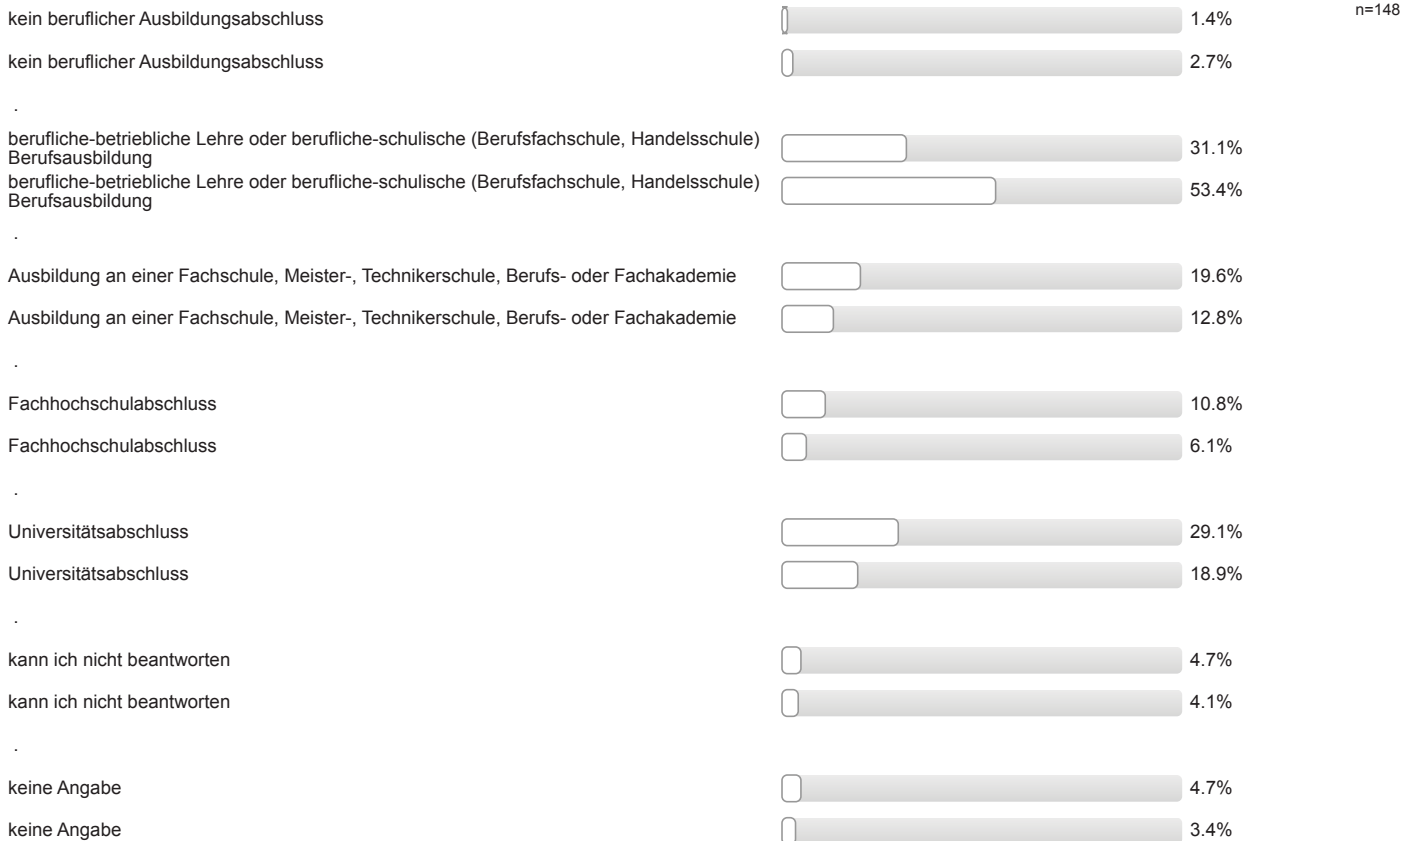 kein beruflicher Ausbildungsabschluss 1.4% n=148
kein beruflicher Ausbildungsabschluss 2.7%
.
berufliche-betriebliche Lehre oder berufliche-schulische (Berufsfachschule, Handelsschule)
Berufsausbildung 31.1%
berufliche-betriebliche Lehre oder berufliche-schulische (Berufsfachschule, Handelsschule)
Berufsausbildung 53.4%
.
Ausbildung an einer Fachschule, Meister-, Technikerschule, Berufs- oder Fachakademie 19.6%
Ausbildung an einer Fachschule, Meister-, Technikerschule, Berufs- oder Fachakademie 12.8%
.
Fachhochschulabschluss 10.8%
Fachhochschulabschluss 6.1%
.
Universitätsabschluss 29.1%
Universitätsabschluss 18.9%
.
kann ich nicht beantworten 4.7%
kann ich nicht beantworten 4.1%
.
keine Angabe 4.7%
keine Angabe 3.4%